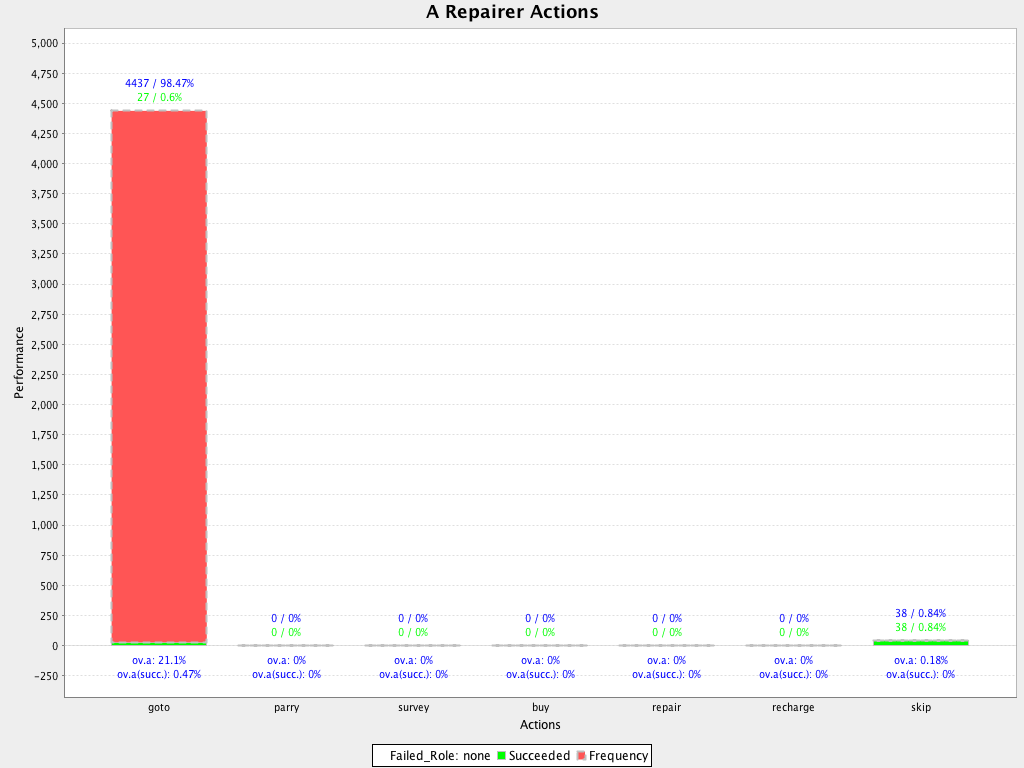 A Repairer Actions
Performance
5,000
4,750
4,500
4,250
4,000
3,750
3,500
3,250
3,000
2,750
2,500
2,250
2,000
1,750
1,500
1,250
1,000
750
500
250
0
-250
4437 / 98.47%
27 / 0.6%
0 / 0%
0 / 0%
0 / 0%
0 / 0%
0 / 0%
0 / 0%
0 / 0%
0 / 0%
0 / 0%
0 / 0%
38 / 0.84%
38 / 0.84%
ov.a: 21.1%
ov.a(succ.): 0.47%
ov.a: 0%
ov.a(succ.): 0%
ov.a: 0%
ov.a(succ.): 0%
ov.a: 0%
ov.a(succ.): 0%
ov.a: 0%
ov.a(succ.): 0%
ov.a: 0%
ov.a(succ.): 0%
ov.a: 0.18%
ov.a(succ.): 0%
goto parry survey buy repair recharge skip
Actions
Failed_Role: none Succeeded Frequency